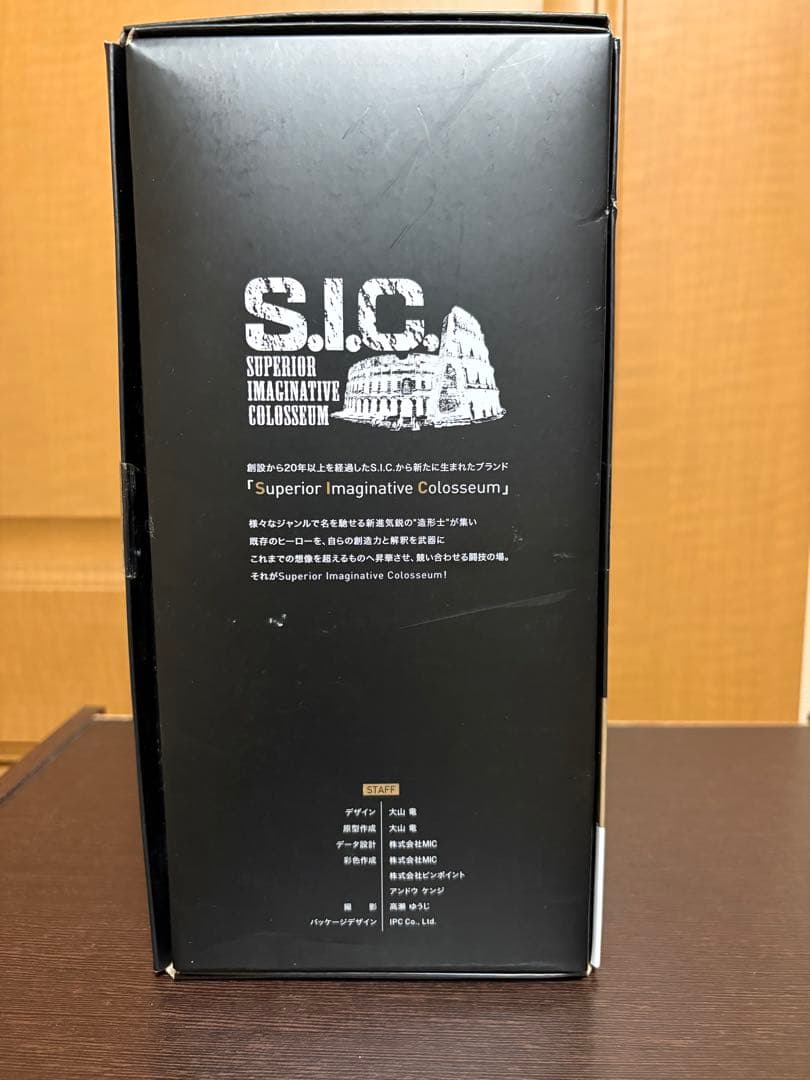 S.I.C.
SUPERIOR
IMAGINATIVE
COLOSSEUM
創設から20年以上を経過したS.I.C.から新たに生まれたブランド
「Superior Imaginative Colosseum」
様々なジャンルで名を馳せる新進気鋭の"造形士"が集い
既存のヒーローを、自らの創造力と解釈を武器に
これまでの想像を超えるものへ昇華させ、競い合わせる闘技の場。
それがSuperior Imaginative Colosseum！
STAFF
デザイン 大山 竜
原型作成 大山 竜
データ設計 株式会社MIC
彩色作成 株式会社MIC
株式会社ピンポイント
アンドウ ケンジ
撮 影 高瀬 ゆうじ
パッケージデザイン IPC Co., Ltd.